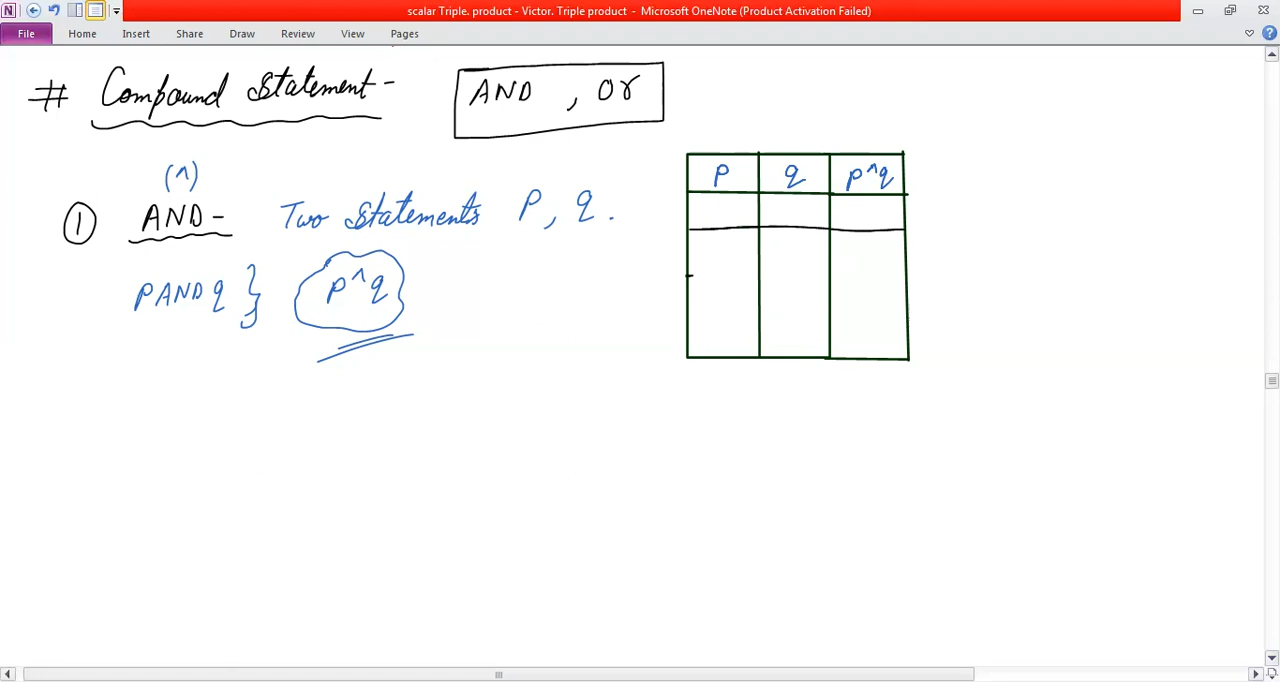 scalar Triple. product - Victor. Triple product - Microsoft OneNote (Product Activation Failed)
File Home Insert Share Draw Review View Pages
# Compound Statement- AND , Or
(^)
① AND- Two Statements P, q.
P AND q } p^q
P q p^q